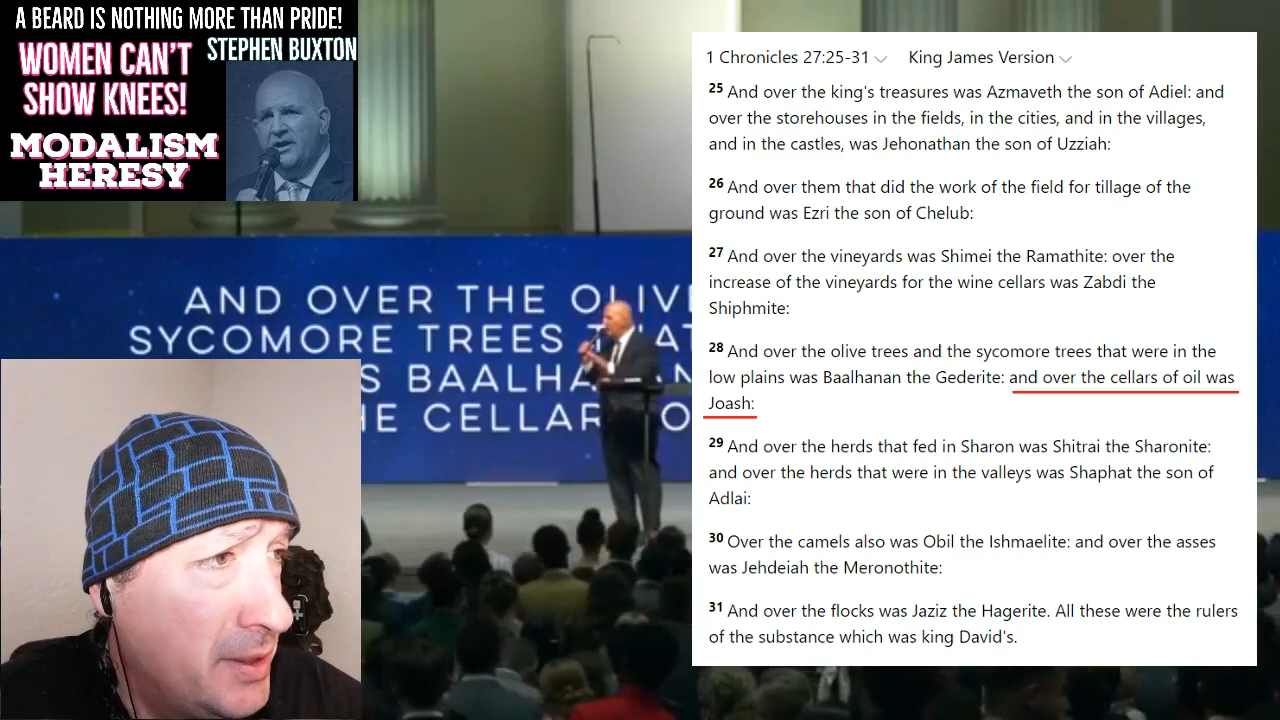 A BEARD IS NOTHING MORE THAN PRIDE!
WOMEN CAN'T
SHOW KNEES!
STEPHEN BUXTON
MODALISM
HERESY
AND OVER THE OLIVE
SYCOMORE TREES THAT
S BAALHANAN
HE CELLAR O
1 Chronicles 27:25-31 King James Version
25 And over the king's treasures was Azmaveth the son of Adiel: and
over the storehouses in the fields, in the cities, and in the villages,
and in the castles, was Jehonathan the son of Uzziah:
26 And over them that did the work of the field for tillage of the
ground was Ezri the son of Chelub:
27 And over the vineyards was Shimei the Ramathite: over the
increase of the vineyards for the wine cellars was Zabdi the
Shiphmite:
28 And over the olive trees and the sycomore trees that were in the
low plains was Baalhanan the Gederite: and over the cellars of oil was
Joash:
29 And over the herds that fed in Sharon was Shitrai the Sharonite:
and over the herds that were in the valleys was Shaphat the son of
Adlai:
30 Over the camels also was Obil the Ishmaelite: and over the asses
was Jehdeiah the Meronothite:
31 And over the flocks was Jaziz the Hagerite. All these were the rulers
of the substance which was king David's.